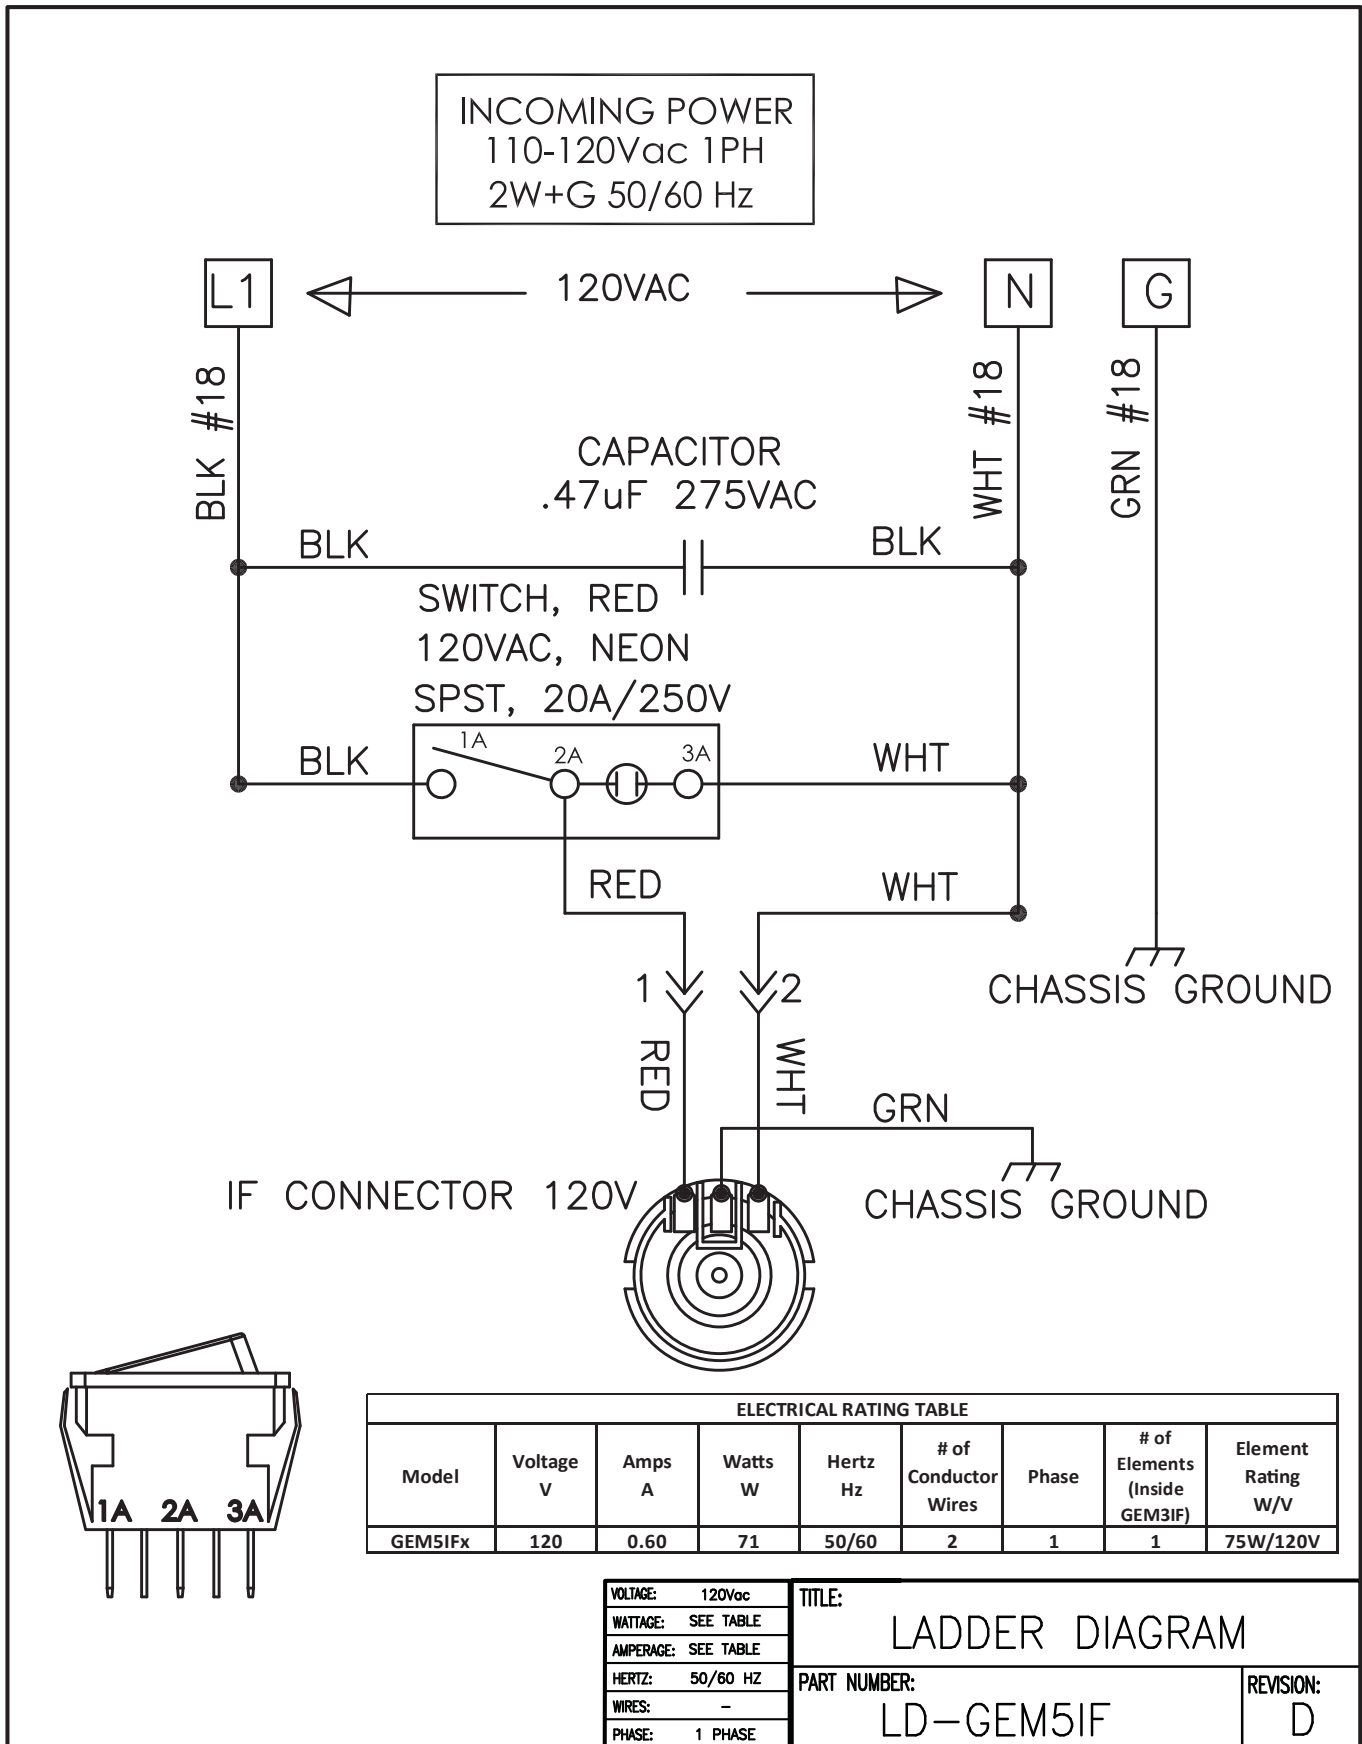 INCOMING POWER
110-120Vac 1PH
2W+G 50/60 Hz
L1
120VAC
N
G
BLK #18
WHT #18
GRN #18
CAPACITOR
.47uF 275VAC
BLK
BLK
SWITCH, RED
120VAC, NEON
SPST, 20A/250V
BLK
1A
2A
3A
WHT
RED
WHT
1
2
CHASSIS GROUND
RED
WHT
GRN
IF CONNECTOR 120V
CHASSIS GROUND
1A 2A 3A
ELECTRICAL RATING TABLE
Model
Voltage
V
Amps
A
Watts
W
Hertz
Hz
# of
Conductor
Wires
Phase
# of
Elements
(Inside
GEM3IF)
Element
Rating
W/V
GEM5IFx 120 0.60 71 50/60 2 1 1 75W/120V
VOLTAGE: 120Vac
WATTAGE: SEE TABLE
AMPERAGE: SEE TABLE
HERTZ: 50/60 HZ
WIRES: –
PHASE: 1 PHASE
TITLE:
LADDER DIAGRAM
PART NUMBER:
LD-GEM5IF
REVISION:
D